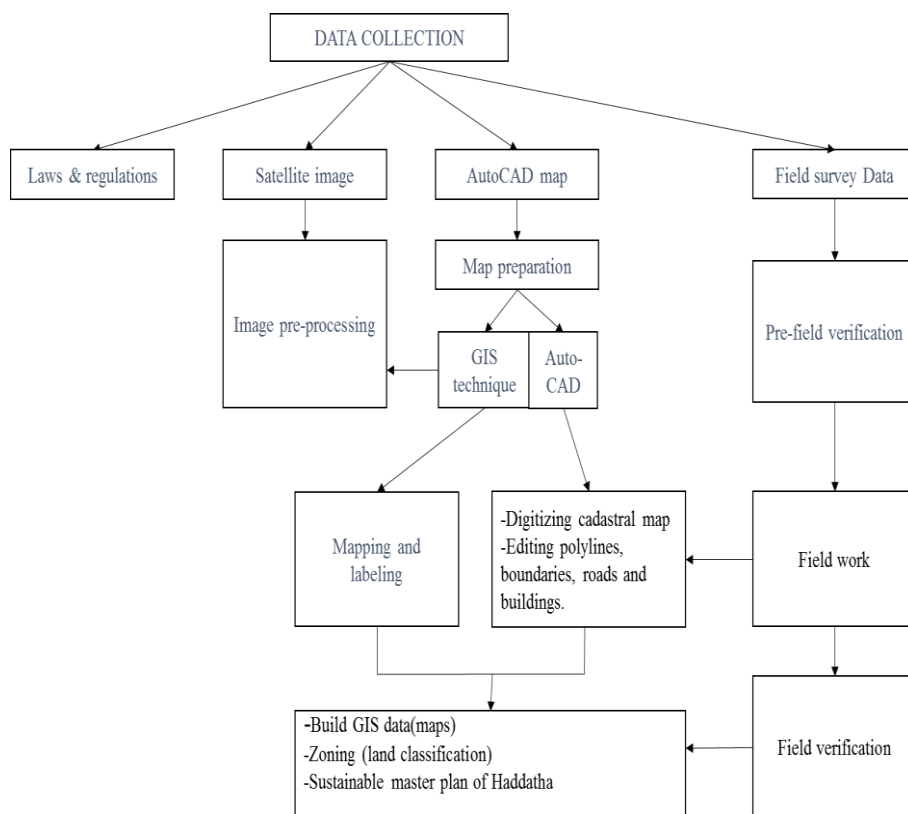 DATA COLLECTION
Laws & regulations
Satellite image
AutoCAD map
Field survey Data
Map preparation
Image pre-processing
Pre-field verification
GIS
technique
Auto-
CAD
Mapping and
labeling
-Digitizing cadastral map
-Editing polylines,
boundaries, roads and
buildings.
Field work
-Build GIS data(maps)
-Zoning (land classification)
-Sustainable master plan of Haddatha
Field verification